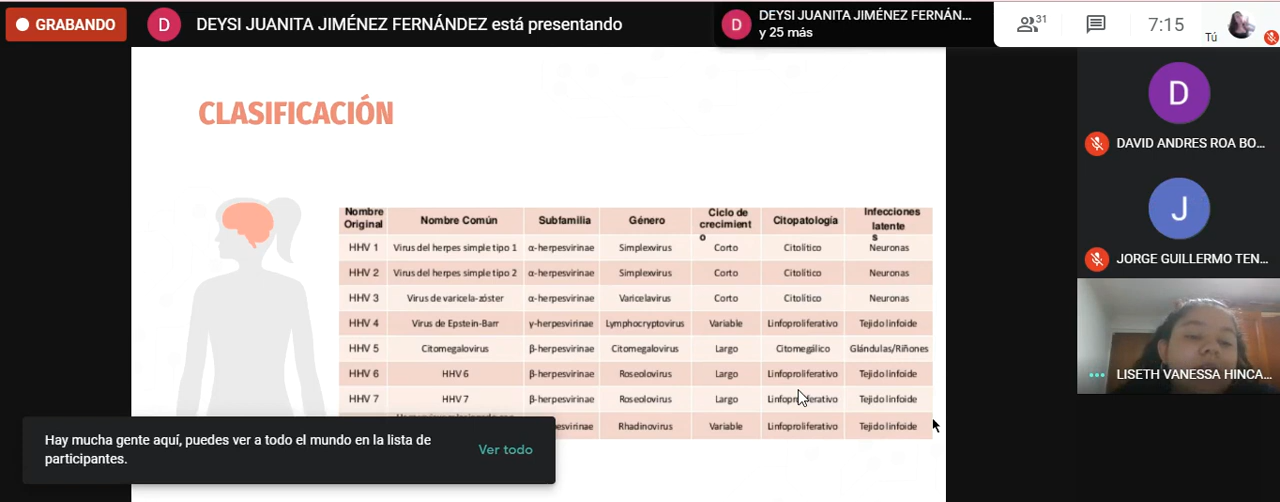 GRABANDO
D
DEYSI JUANITA JIMÉNEZ FERNÁNDEZ está presentando
D
DEYSI JUANITA JIMÉNEZ FERNÁN...
y 25 más
31
7:15
Tú
CLASIFICACIÓN
Nombre Original Nombre Común Subfamilia Género Ciclo de crecimiento Citopatología Infecciones latentes
HHV 1 Virus del herpes simple tipo 1 α-herpesvirinae Simplexvirus Corto Citolítico Neuronas
HHV 2 Virus del herpes simple tipo 2 α-herpesvirinae Simplexvirus Corto Citolítico Neuronas
HHV 3 Virus de varicela-zóster α-herpesvirinae Varicelavirus Corto Citolítico Neuronas
HHV 4 Virus de Epstein-Barr γ-herpesvirinae Lymphocryptovirus Variable Linfoproliferativo Tejido linfoide
HHV 5 Citomegalovirus β-herpesvirinae Citomegalovirus Largo Citomegálico Glándulas/Riñones
HHV 6 HHV 6 β-herpesvirinae Roseolovirus Largo Linfoproliferativo Tejido linfoide
HHV 7 HHV 7 β-herpesvirinae Roseolovirus Largo Linfoproliferativo Tejido linfoide
Rhadinovirus Variable Linfoproliferativo Tejido linfoide
Hay mucha gente aquí, puedes ver a todo el mundo en la lista de
participantes.
Ver todo
D
DAVID ANDRES ROA BO...
J
JORGE GUILLERMO TEN...
LISETH VANESSA HINCA...